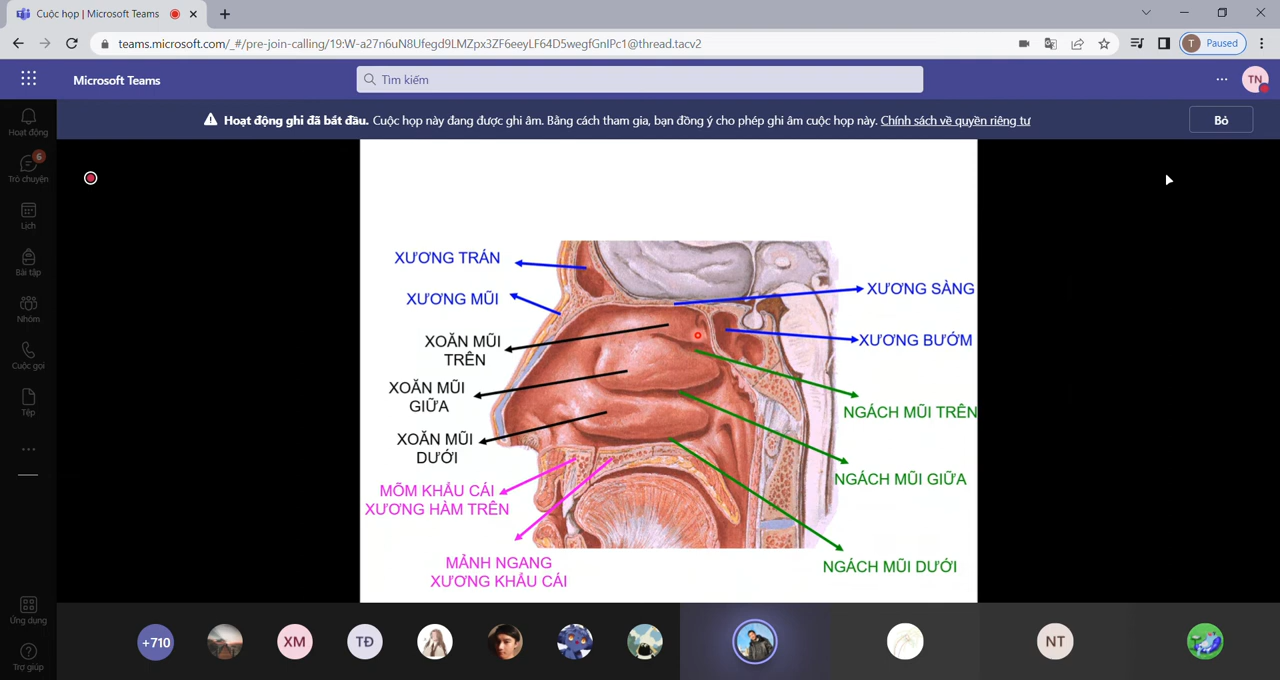 Cuộc họp | Microsoft Teams
teams.microsoft.com/_#/pre-join-calling/19:W-a27n6uN8Ufegd9LMZpx3ZF6eeyLF64D5wegfGnIPc1@thread.tacv2
T Paused
Microsoft Teams
Tìm kiếm
TN
Hoạt động ghi đã bắt đầu. Cuộc họp này đang được ghi âm. Bằng cách tham gia, bạn đồng ý cho phép ghi âm cuộc họp này. Chính sách về quyền riêng tư
Bỏ
Hoạt động
6
Trò chuyện
Lịch
Bài tập
Nhóm
Cuộc gọi
Tệp
Ứng dụng
Trợ giúp
XƯƠNG TRÁN
XƯƠNG MŨI
XOĂN MŨI
TRÊN
XOĂN MŨI
GIỮA
XOĂN MŨI
DƯỚI
MÕM KHẨU CÁI
XƯƠNG HÀM TRÊN
MẢNH NGANG
XƯƠNG KHẨU CÁI
XƯƠNG SÀNG
XƯƠNG BƯỚM
NGÁCH MŨI TRÊN
NGÁCH MŨI GIỮA
NGÁCH MŨI DƯỚI
+710
XM
TĐ
NT